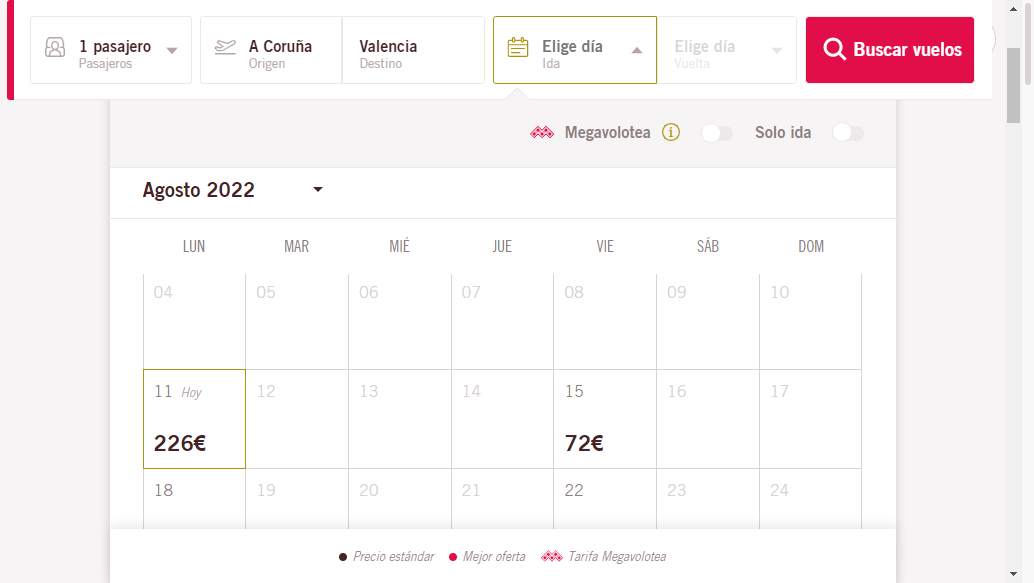 1 pasajero
Pasajeros
A Coruña
Origen
Valencia
Destino
Elige día
Ida
Elige día
Vuelta
Buscar vuelos
Megavolotea i
Solo ida
Agosto 2022
LUN MAR MIÉ JUE VIE SÁB DOM
04 05 06 07 08 09 10
11 Hoy 12 13 14 15 16 17
226€ 72€
18 19 20 21 22 23 24
Precio estándar Mejor oferta Tarifa Megavolotea